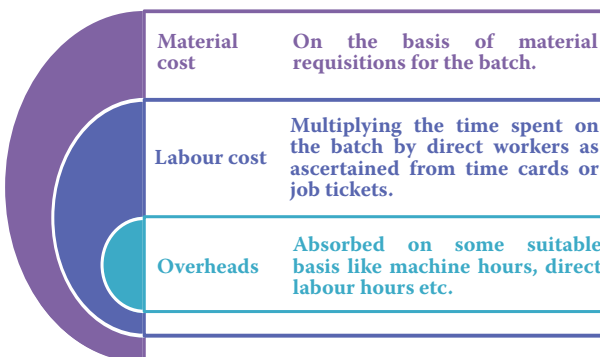 Material
cost
On the basis of material
requisitions for the batch.
Labour cost
Multiplying the time spent on
the batch by direct workers as
ascertained from time cards or
job tickets.
Overheads
Absorbed on some suitable
basis like machine hours, direct
labour hours etc.